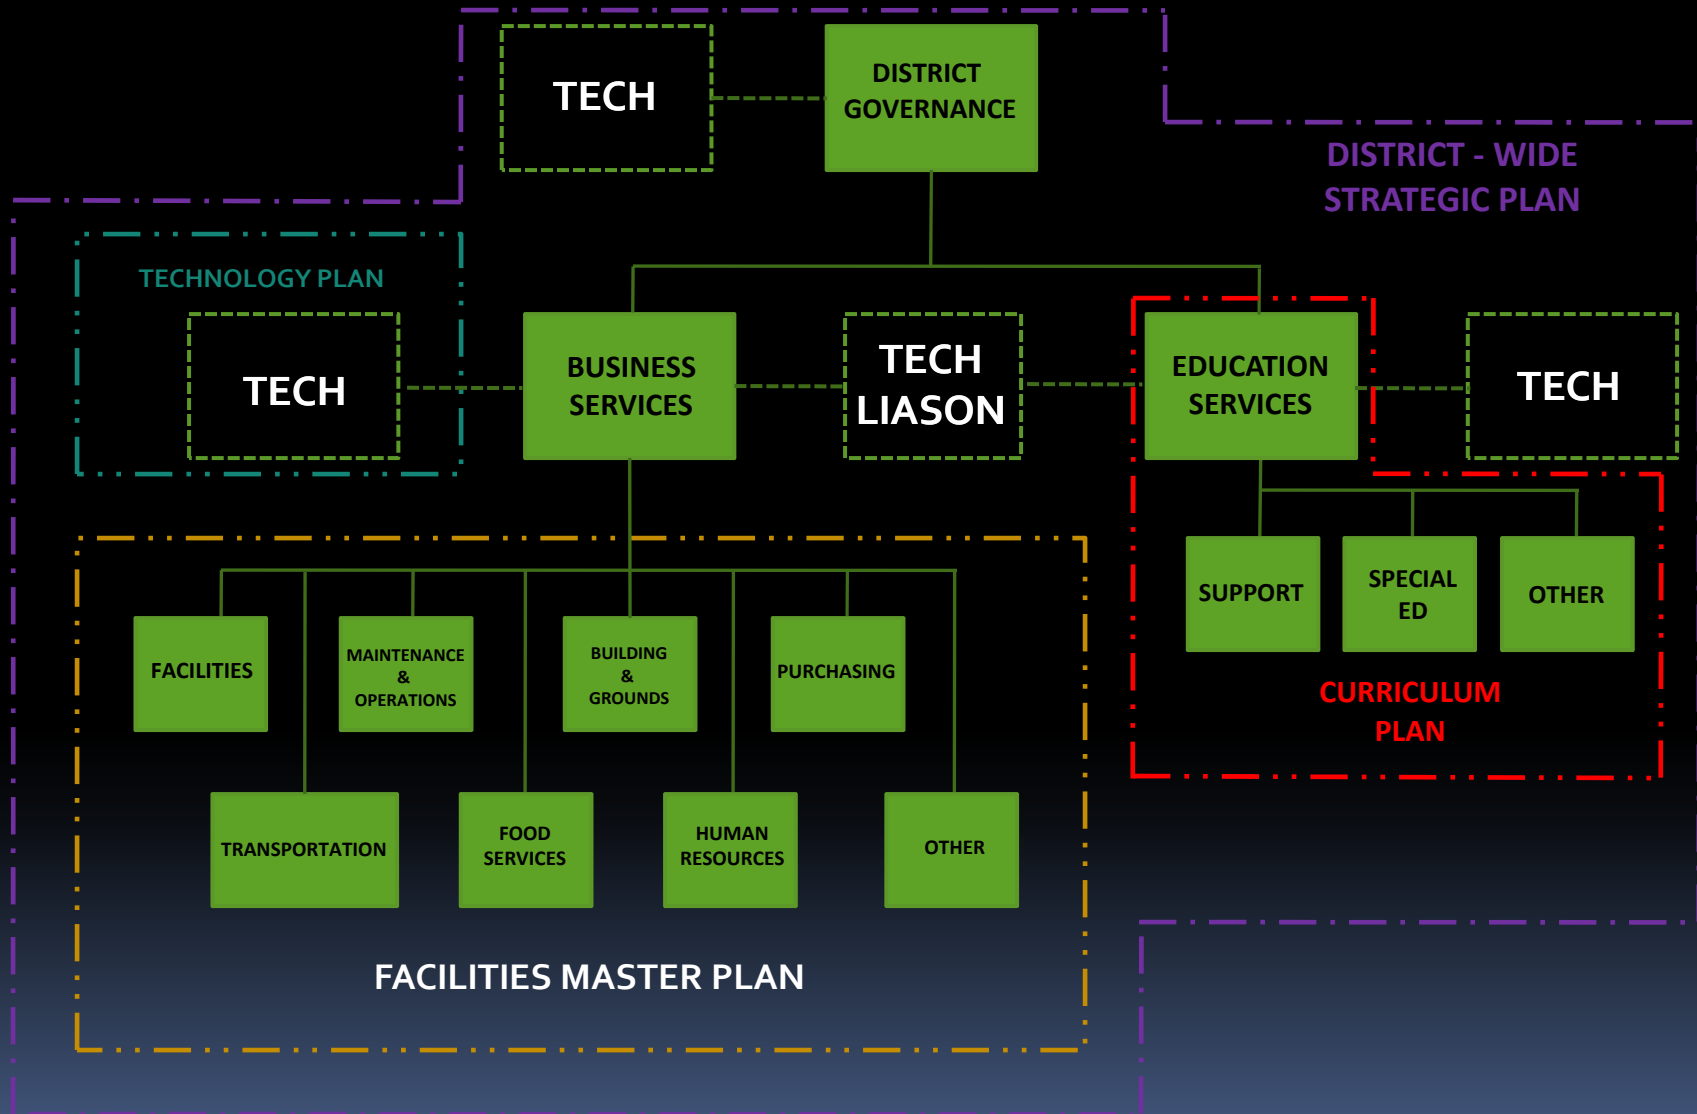 TECH
DISTRICT
GOVERNANCE
DISTRICT - WIDE
STRATEGIC PLAN
TECHNOLOGY PLAN
TECH
BUSINESS
SERVICES
TECH
LIASON
EDUCATION
SERVICES
TECH
SUPPORT
SPECIAL
ED
OTHER
FACILITIES
MAINTENANCE
&
OPERATIONS
BUILDING
&
GROUNDS
PURCHASING
CURRICULUM
PLAN
TRANSPORTATION
FOOD
SERVICES
HUMAN
RESOURCES
OTHER
FACILITIES MASTER PLAN